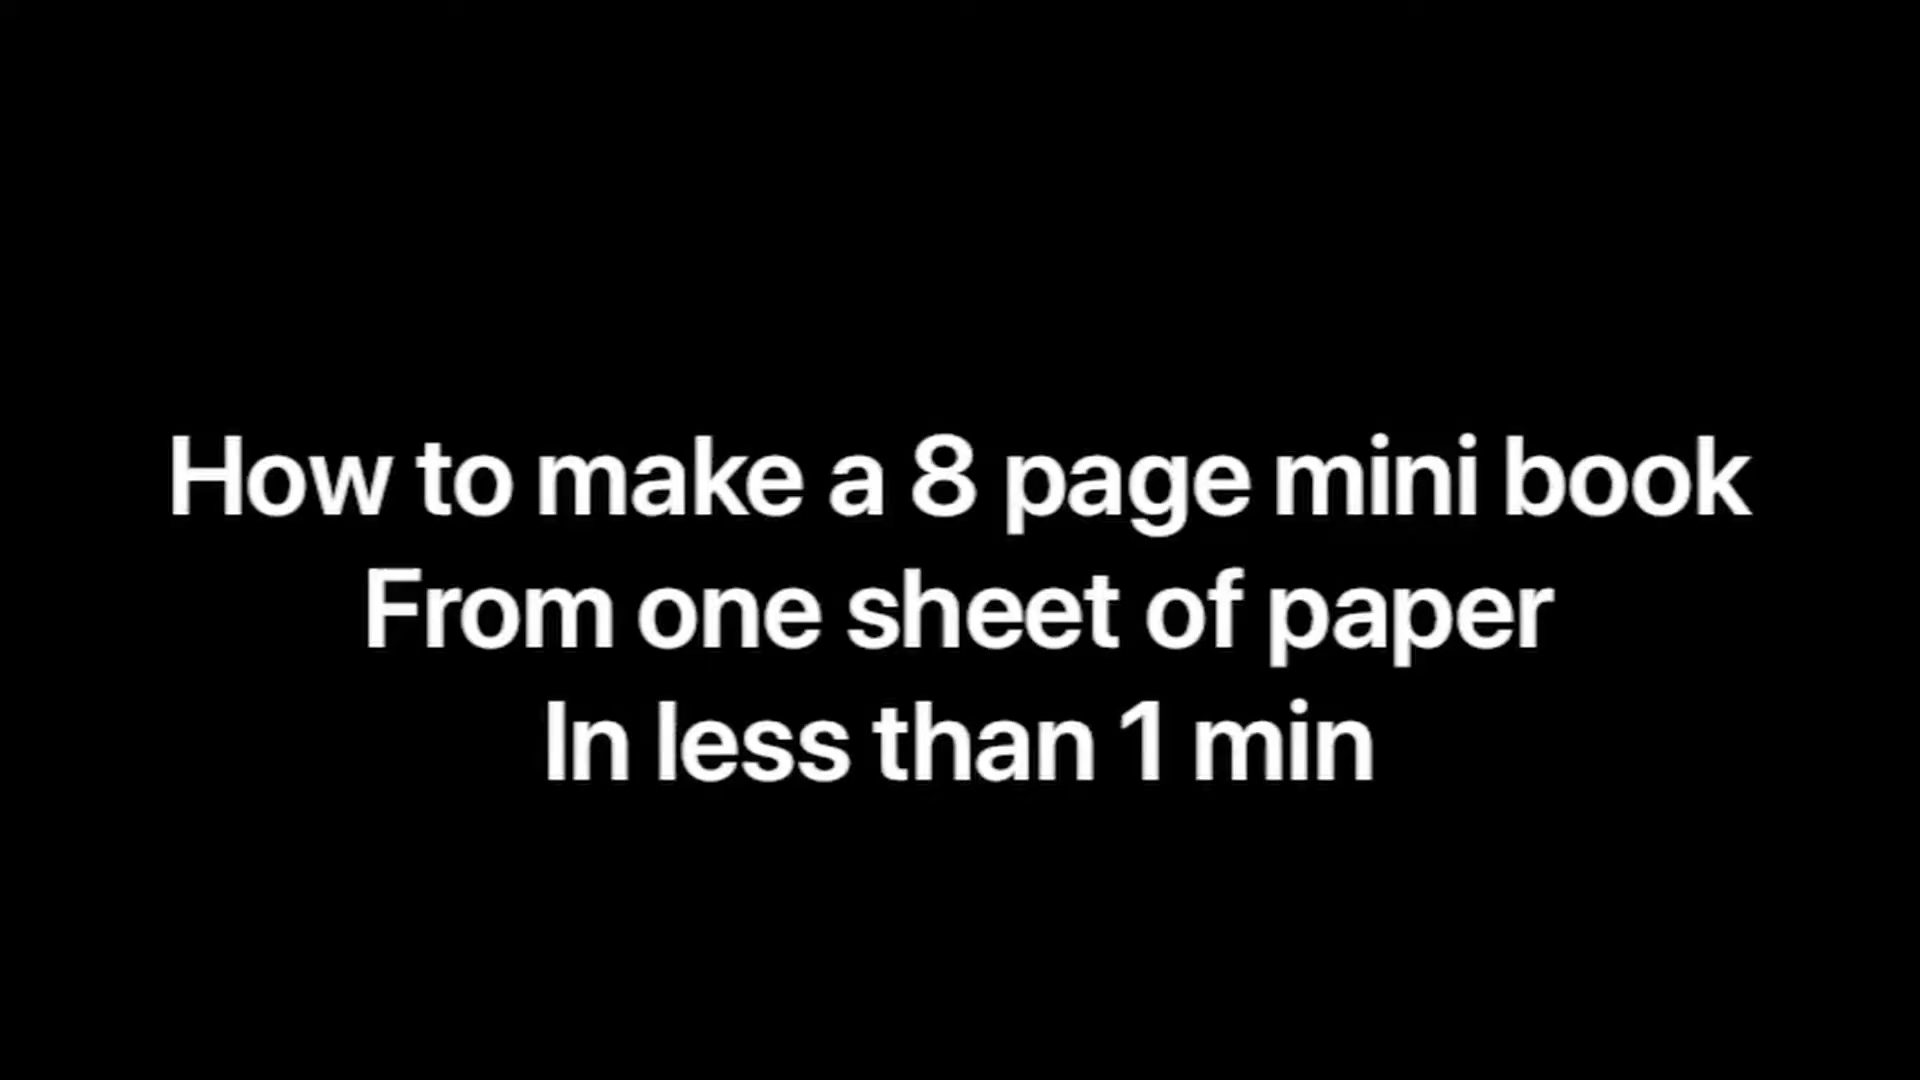 How to make a 8 page mini book
From one sheet of paper
In less than 1 min